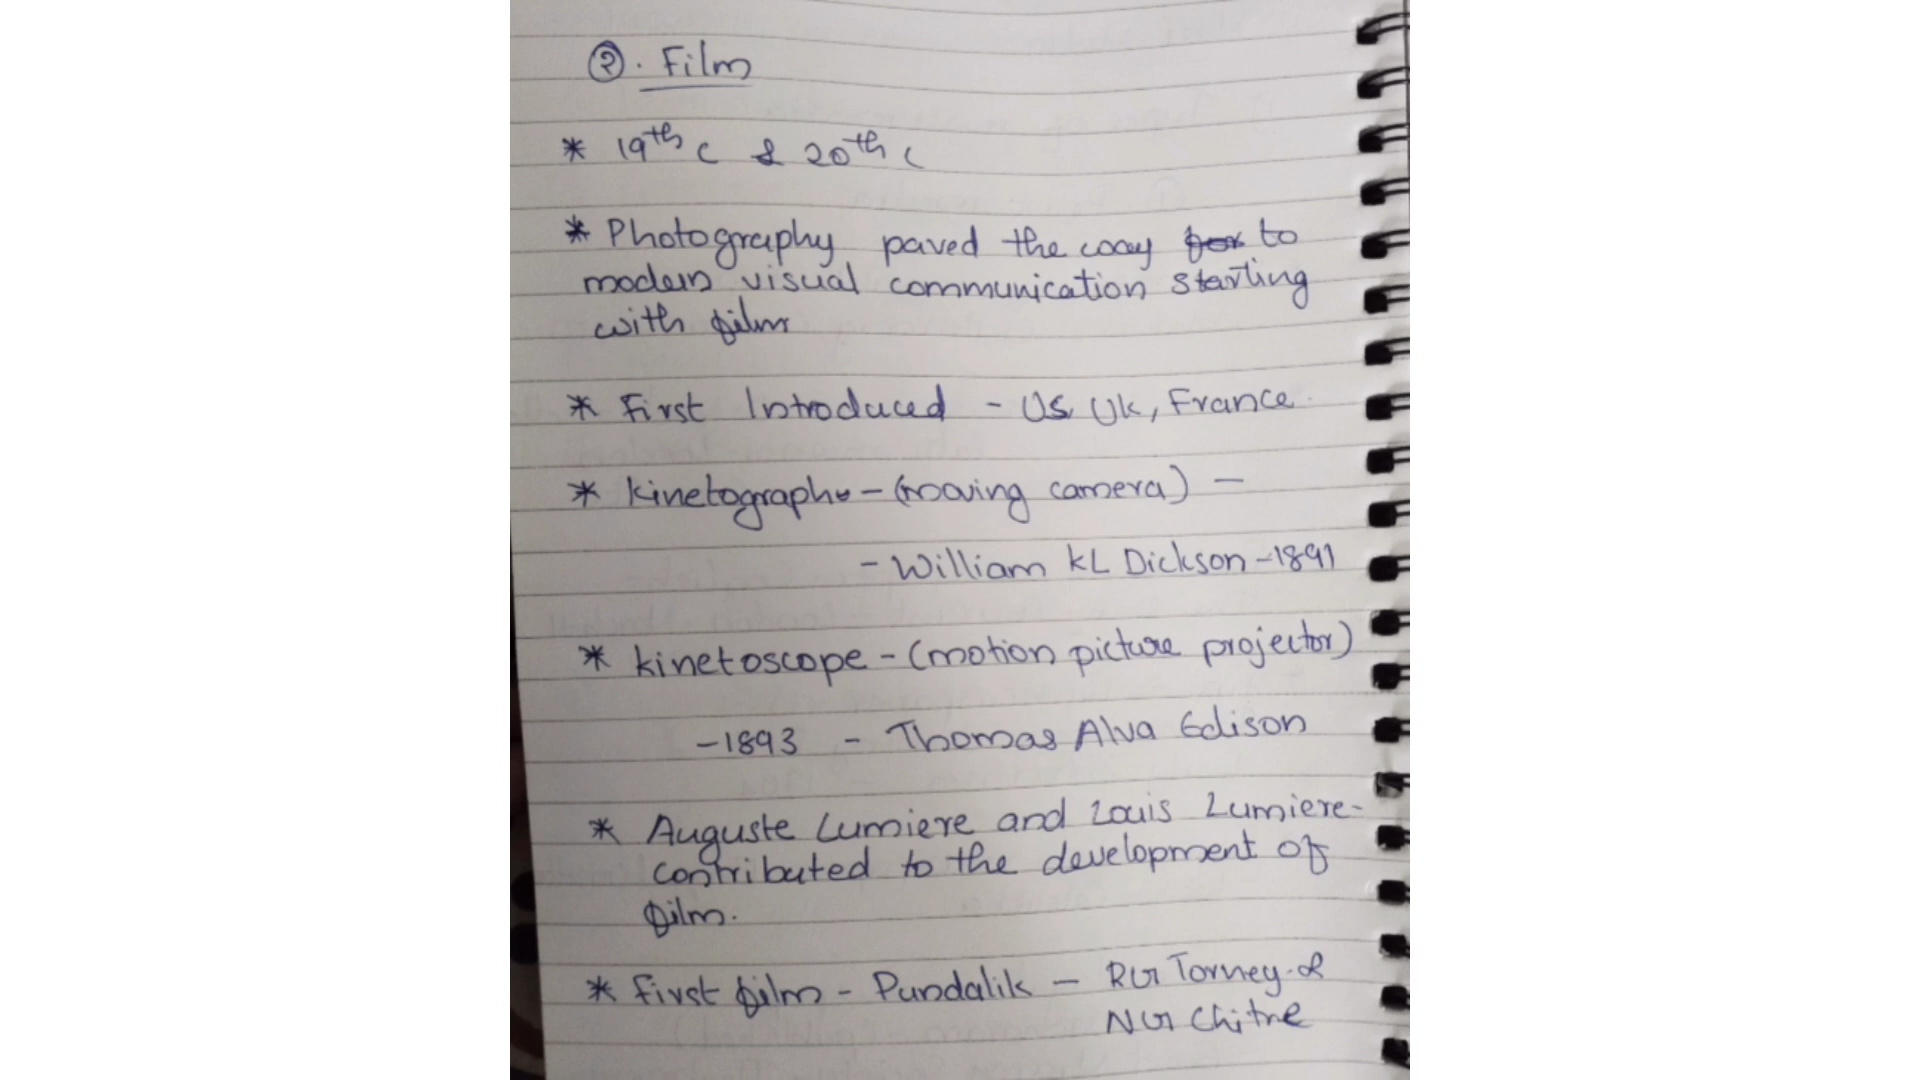 ②. Film
* 19th C & 20th C
* Photography paved the way for to
modern visual communication starting
with film
* First Introduced - US, UK, France.
* Kinetograph - (moving camera) -
- William KL Dickson - 1891
* Kinetoscope - (motion picture projector)
- 1893 - Thomas Alva Edison
* Auguste Lumiere and Louis Lumiere -
contributed to the development of
film.
* First film - Pundalik - RG Torney &
NG Chitre